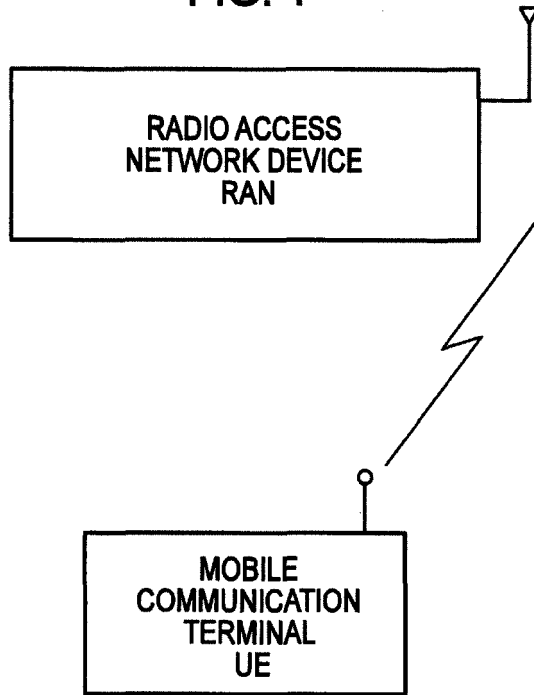 FIG. 1
RADIO ACCESS
NETWORK DEVICE
RAN
MOBILE
COMMUNICATION
TERMINAL
UE